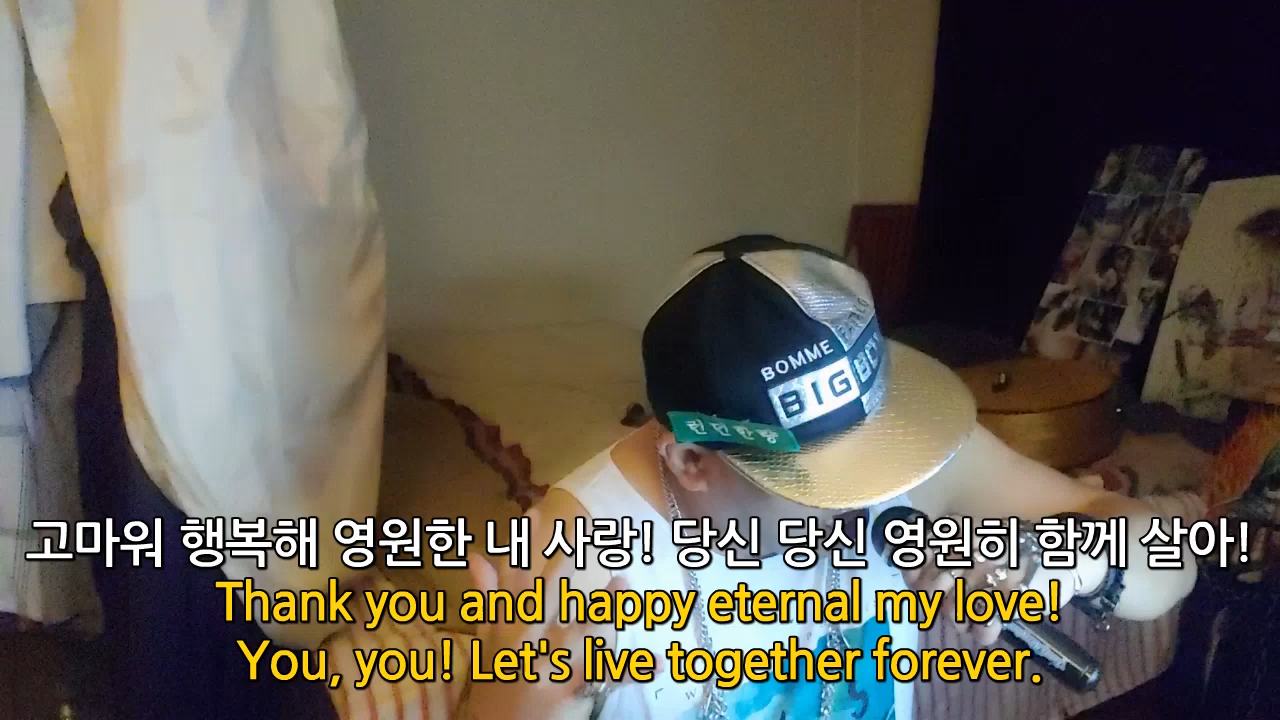 BOMME
BIG
고마워 행복해 영원한 내 사랑! 당신 당신 영원히 함께 살아!
Thank you and happy eternal my love!
You, you! Let's live together forever.